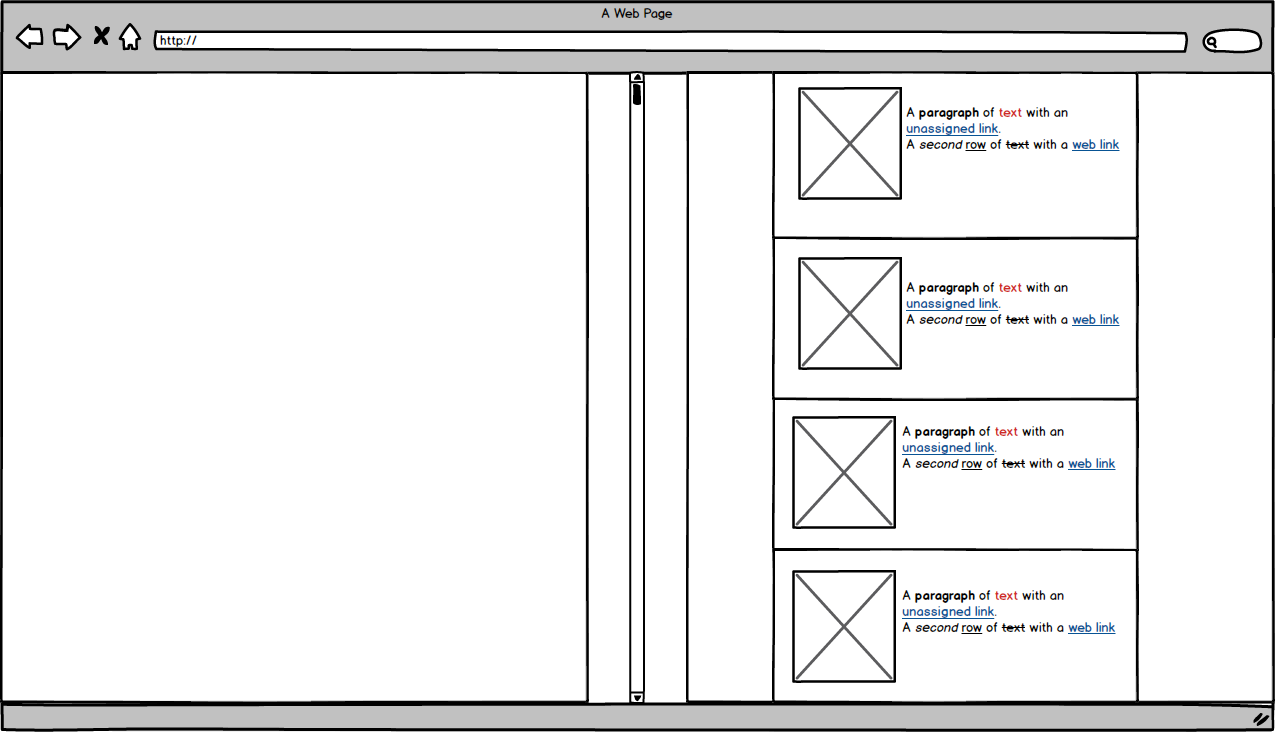 A Web Page
http://
A paragraph of text with an
unassigned link.
A second row of text with a web link
A paragraph of text with an
unassigned link.
A second row of text with a web link
A paragraph of text with an
unassigned link.
A second row of text with a web link
A paragraph of text with an
unassigned link.
A second row of text with a web link